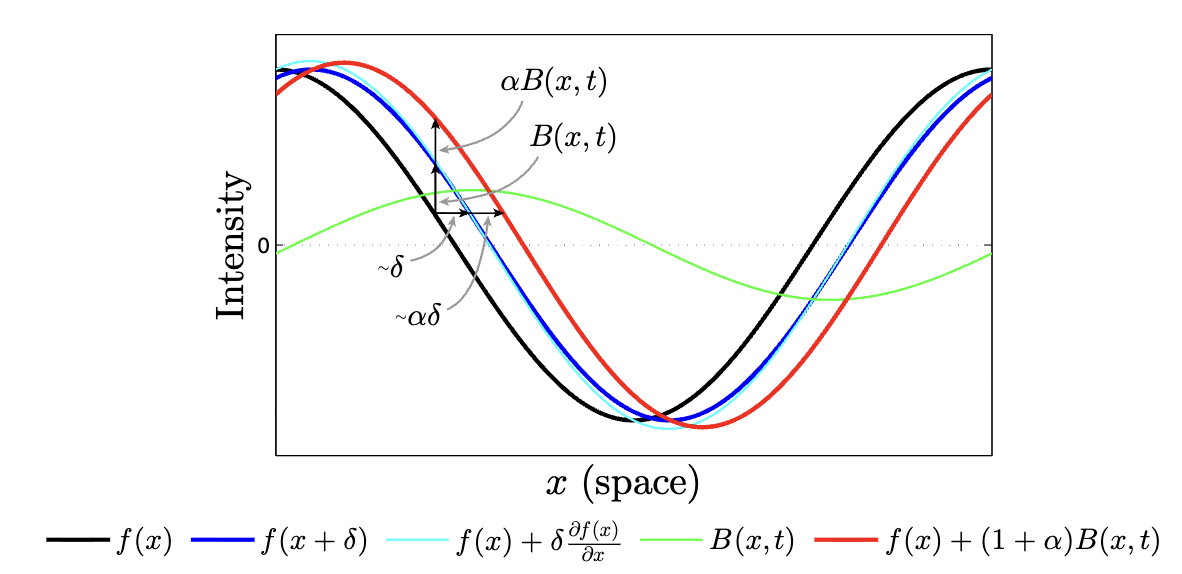 αB(x, t)
B(x, t)
Intensity
0
~δ
~αδ
x (space)
f(x) f(x + δ) f(x) + δ ∂f(x)/∂x B(x, t) f(x) + (1 + α)B(x, t)